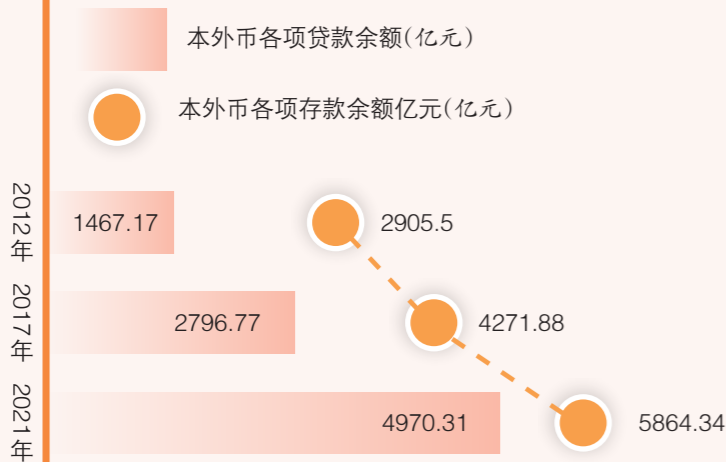 本外币各项贷款余额(亿元)
本外币各项存款余额亿元(亿元)
2012年
1467.17
2905.5
2017年
2796.77
4271.88
2021年
4970.31
5864.34